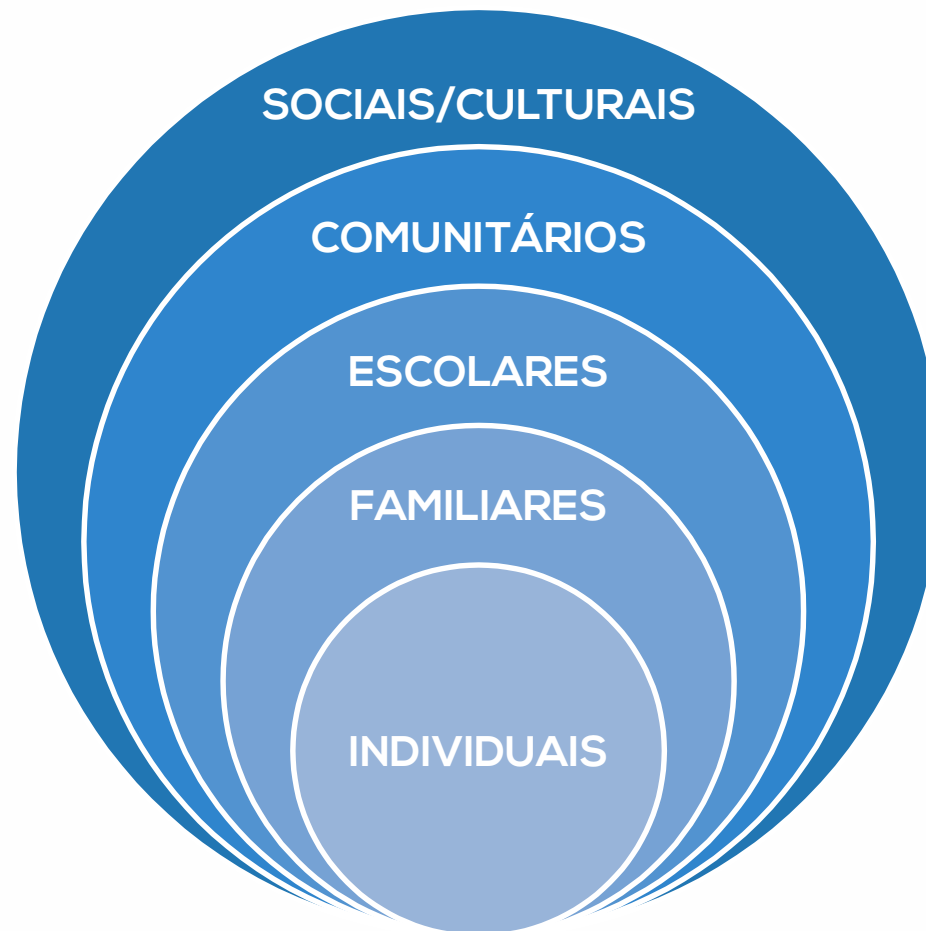 SOCIAIS/CULTURAIS
COMUNITÁRIOS
ESCOLARES
FAMILIARES
INDIVIDUAIS